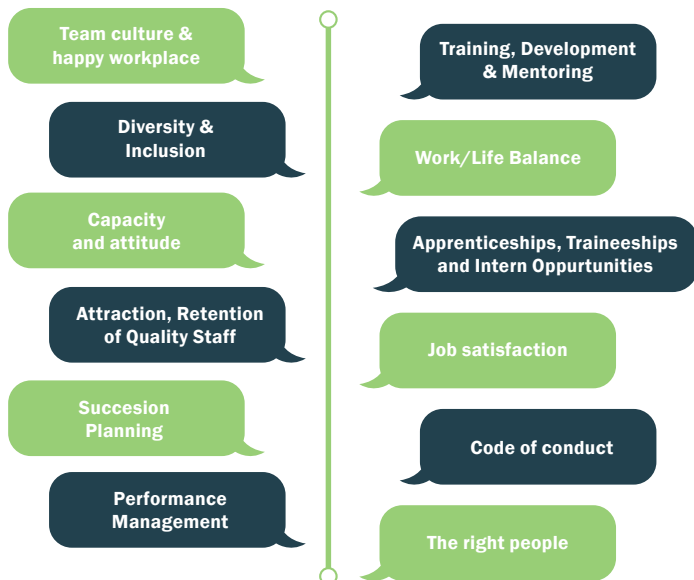 Team culture &
happy workplace
Diversity &
Inclusion
Capacity
and attitude
Attraction, Retention
of Quality Staff
Succesion
Planning
Performance
Management
Training, Development
& Mentoring
Work/Life Balance
Apprenticeships, Traineeships
and Intern Oppurtunities
Job satisfaction
Code of conduct
The right people